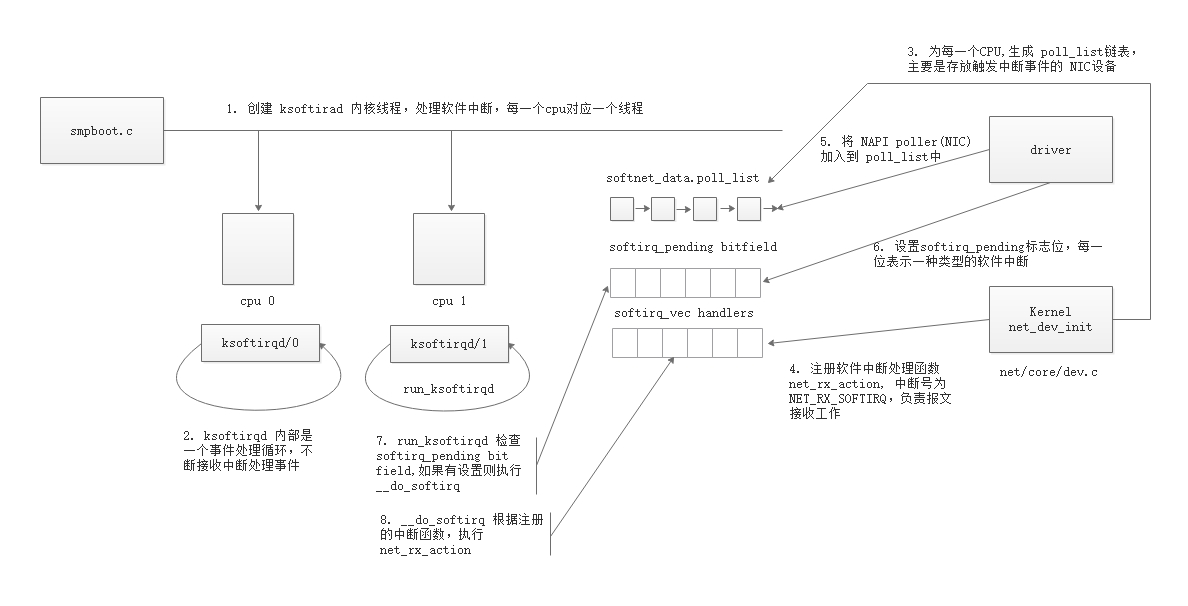 3. 为每一个CPU,生成 poll_list链表，
主要是存放触发中断事件的 NIC设备
1. 创建 ksoftirad 内核线程，处理软件中断，每一个cpu对应一个线程
smpboot.c
5. 将 NAPI poller(NIC)
加入到 poll_list中
driver
softnet_data.poll_list
softirq_pending bitfield
6. 设置softirq_pending标志位，每一
位表示一种类型的软件中断
cpu 0
cpu 1
softirq_vec handlers
Kernel
net_dev_init
ksoftirqd/0
ksoftirqd/1
run_ksoftirqd
net/core/dev.c
4. 注册软件中断处理函数
net_rx_action, 中断号为
NET_RX_SOFTIRQ，负责报文
接收工作
2. ksoftirqd 内部是
一个事件处理循环，不
断接收中断处理事件
7. run_ksoftirqd 检查
softirq_pending bit
field,如果有设置则执行
__do_softirq
8. __do_softirq 根据注册
的中断函数，执行
net_rx_action